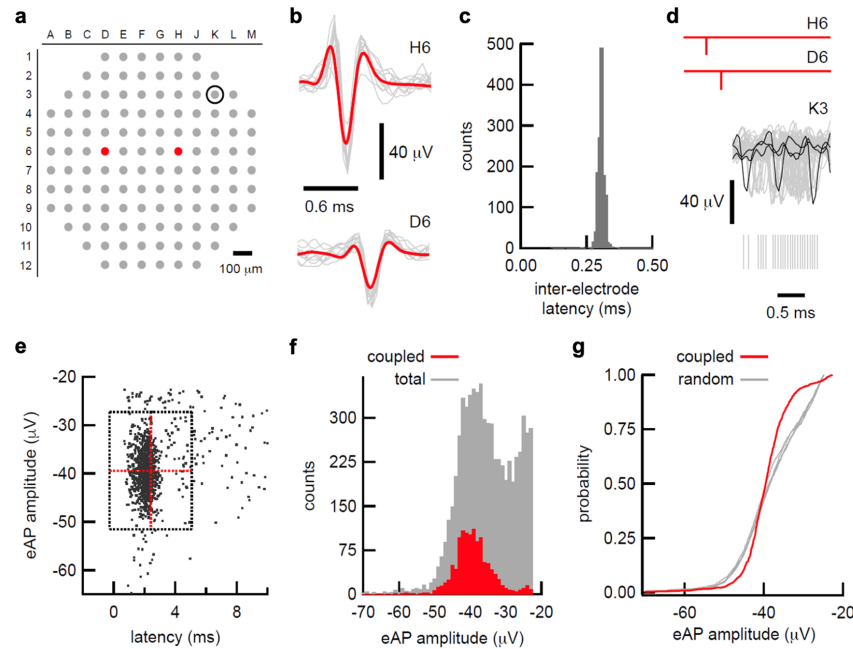 a
A B C D E F G H J K L M
1
2
3
4
5
6
7
8
9
10
11
12
100 μm
b
H6
40 μV
0.6 ms
D6
c
500
400
300
200
100
0
counts
0.00 0.25 0.50
inter-electrode
latency (ms)
d
H6
D6
K3
40 μV
0.5 ms
e
-20
-30
-40
-50
-60
eAP amplitude (μV)
0 4 8
latency (ms)
f
coupled
total
300
225
150
75
0
counts
-70 -60 -50 -40 -30 -20
eAP amplitude (μV)
g
coupled
random
1.00
0.75
0.50
0.25
0.00
probability
-60 -40 -20
eAP amplitude (μV)